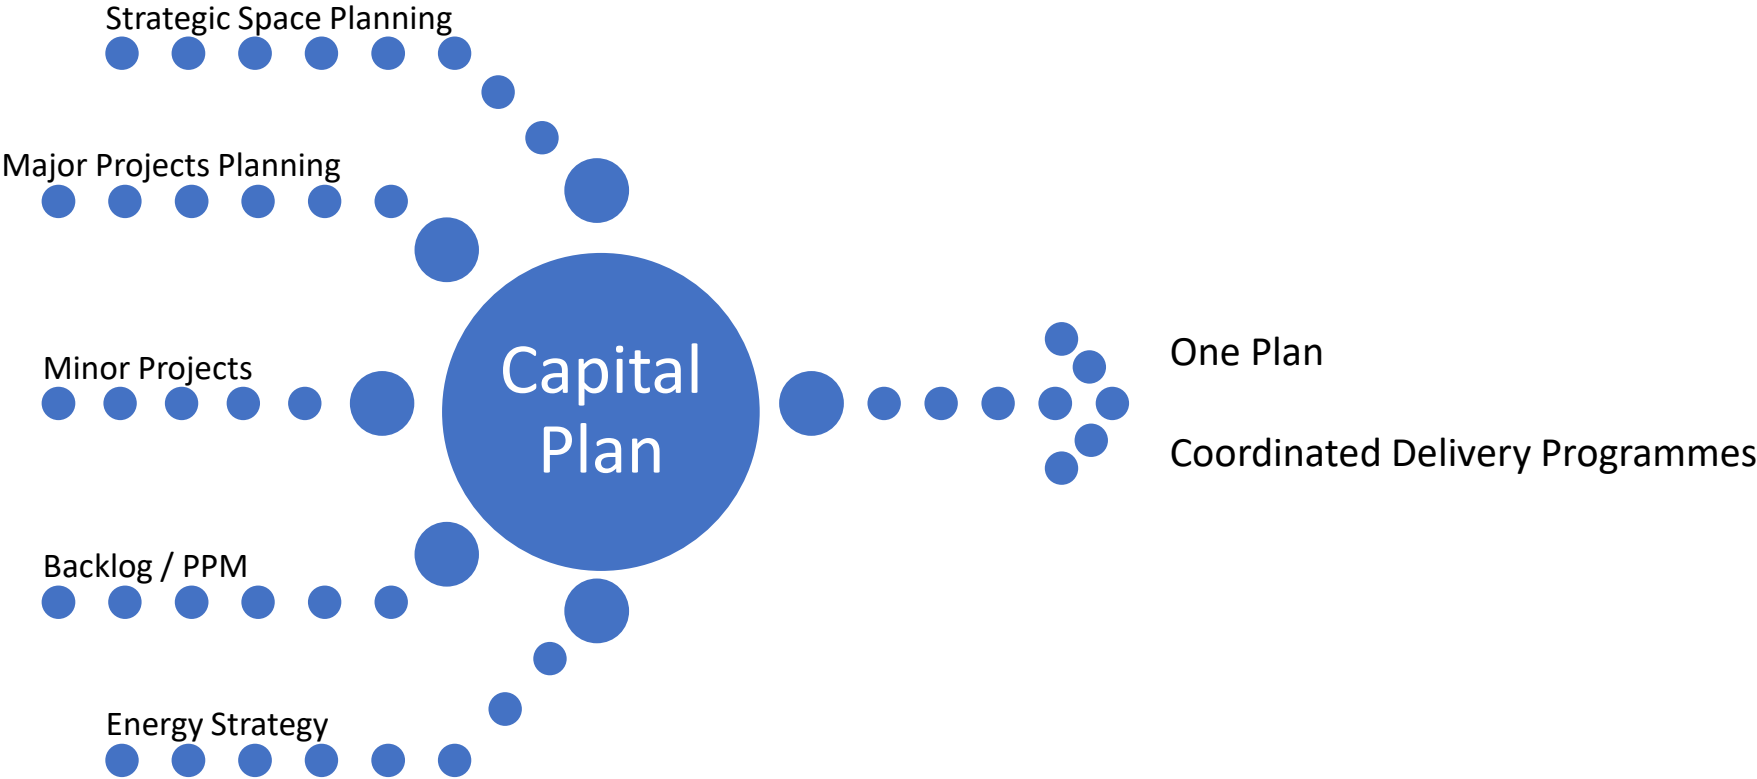 Strategic Space Planning
Major Projects Planning
Minor Projects
Backlog / PPM
Energy Strategy
Capital
Plan
One Plan
Coordinated Delivery Programmes